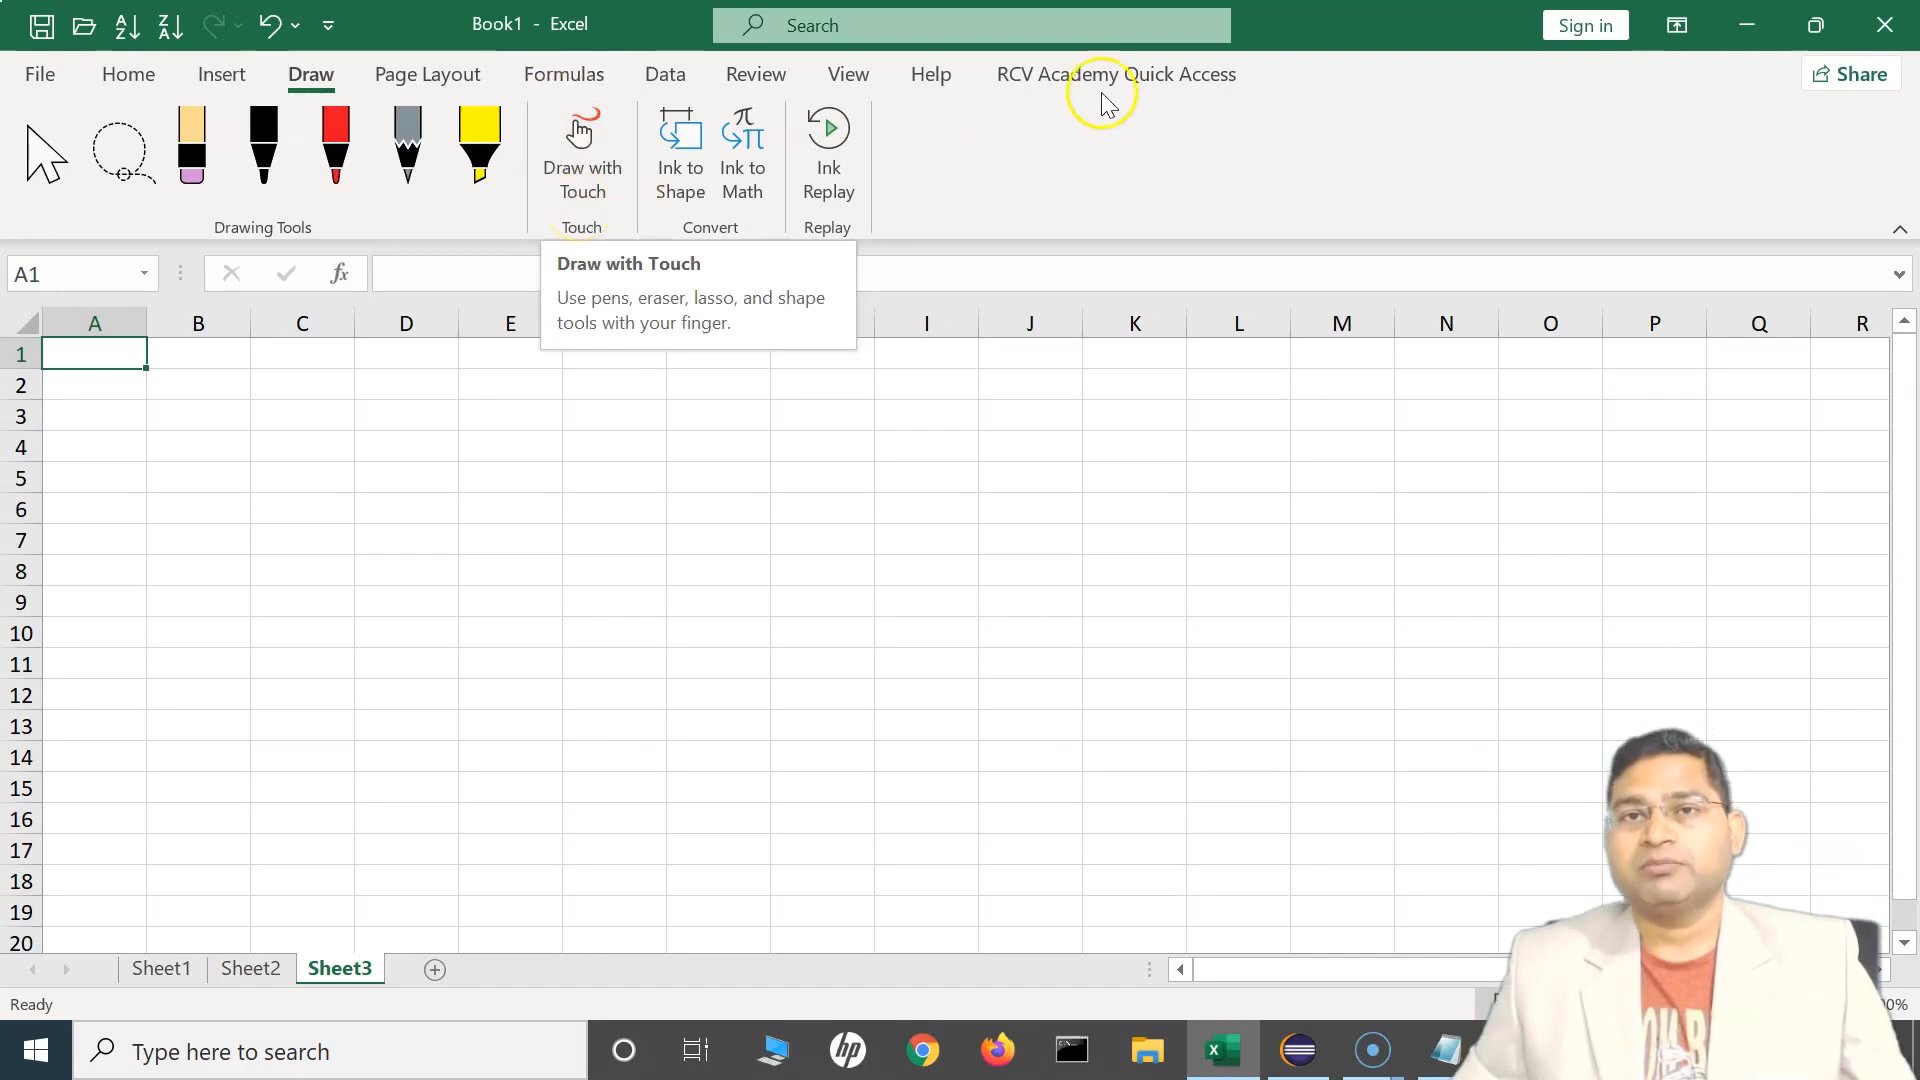 Book1 - Excel
Search
Sign in
File Home Insert Draw Page Layout Formulas Data Review View Help RCV Academy Quick Access
Share
Draw with Touch
Ink to Shape
Ink to Math
Ink Replay
Drawing Tools
Touch
Convert
Replay
A1
fx
Draw with Touch
Use pens, eraser, lasso, and shape
tools with your finger.
A B C D E I J K L M N O P Q R
1
2
3
4
5
6
7
8
9
10
11
12
13
14
15
16
17
18
19
20
Sheet1 Sheet2 Sheet3
Ready
Type here to search
hp